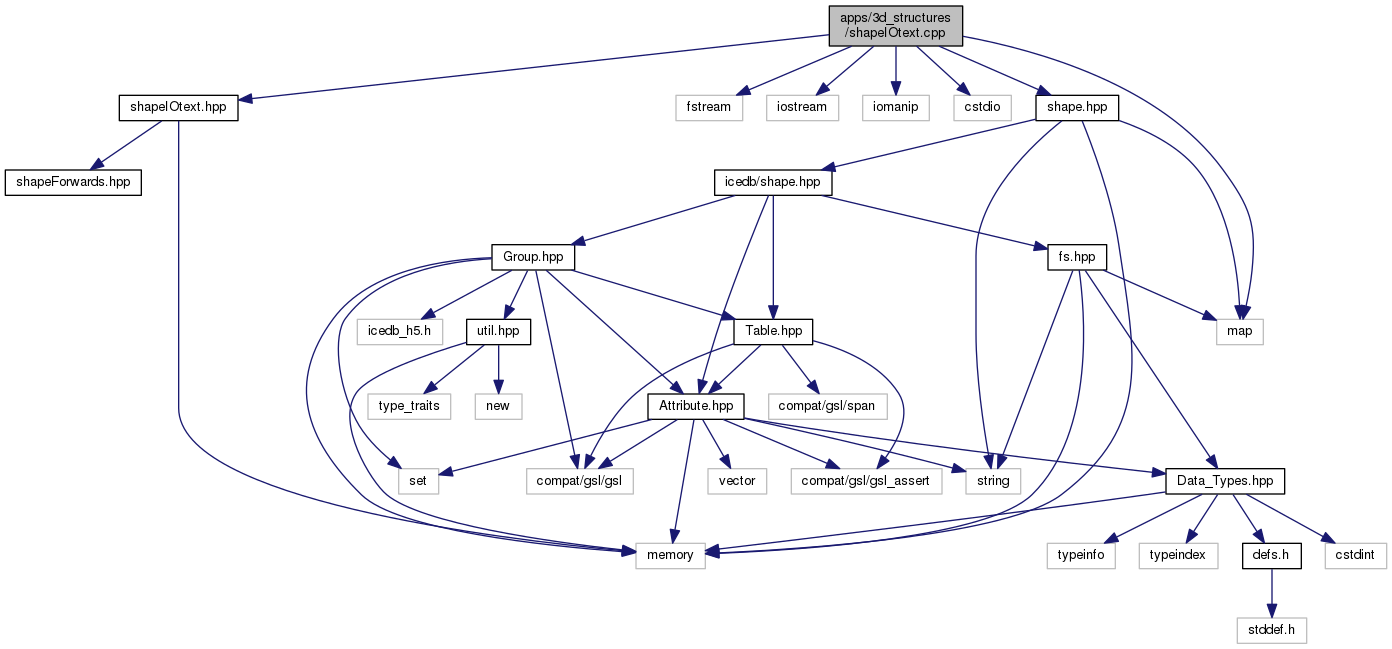 apps/3d_structures
/shapeIOtext.cpp
shapeIOtext.hpp
fstream
iostream
iomanip
cstdio
shape.hpp
shapeForwards.hpp
icedb/shape.hpp
Group.hpp
fs.hpp
icedb_h5.h
util.hpp
Table.hpp
map
type_traits
new
Attribute.hpp
compat/gsl/span
set
compat/gsl/gsl
vector
compat/gsl/gsl_assert
string
Data_Types.hpp
memory
typeinfo
typeindex
defs.h
cstdint
stddef.h